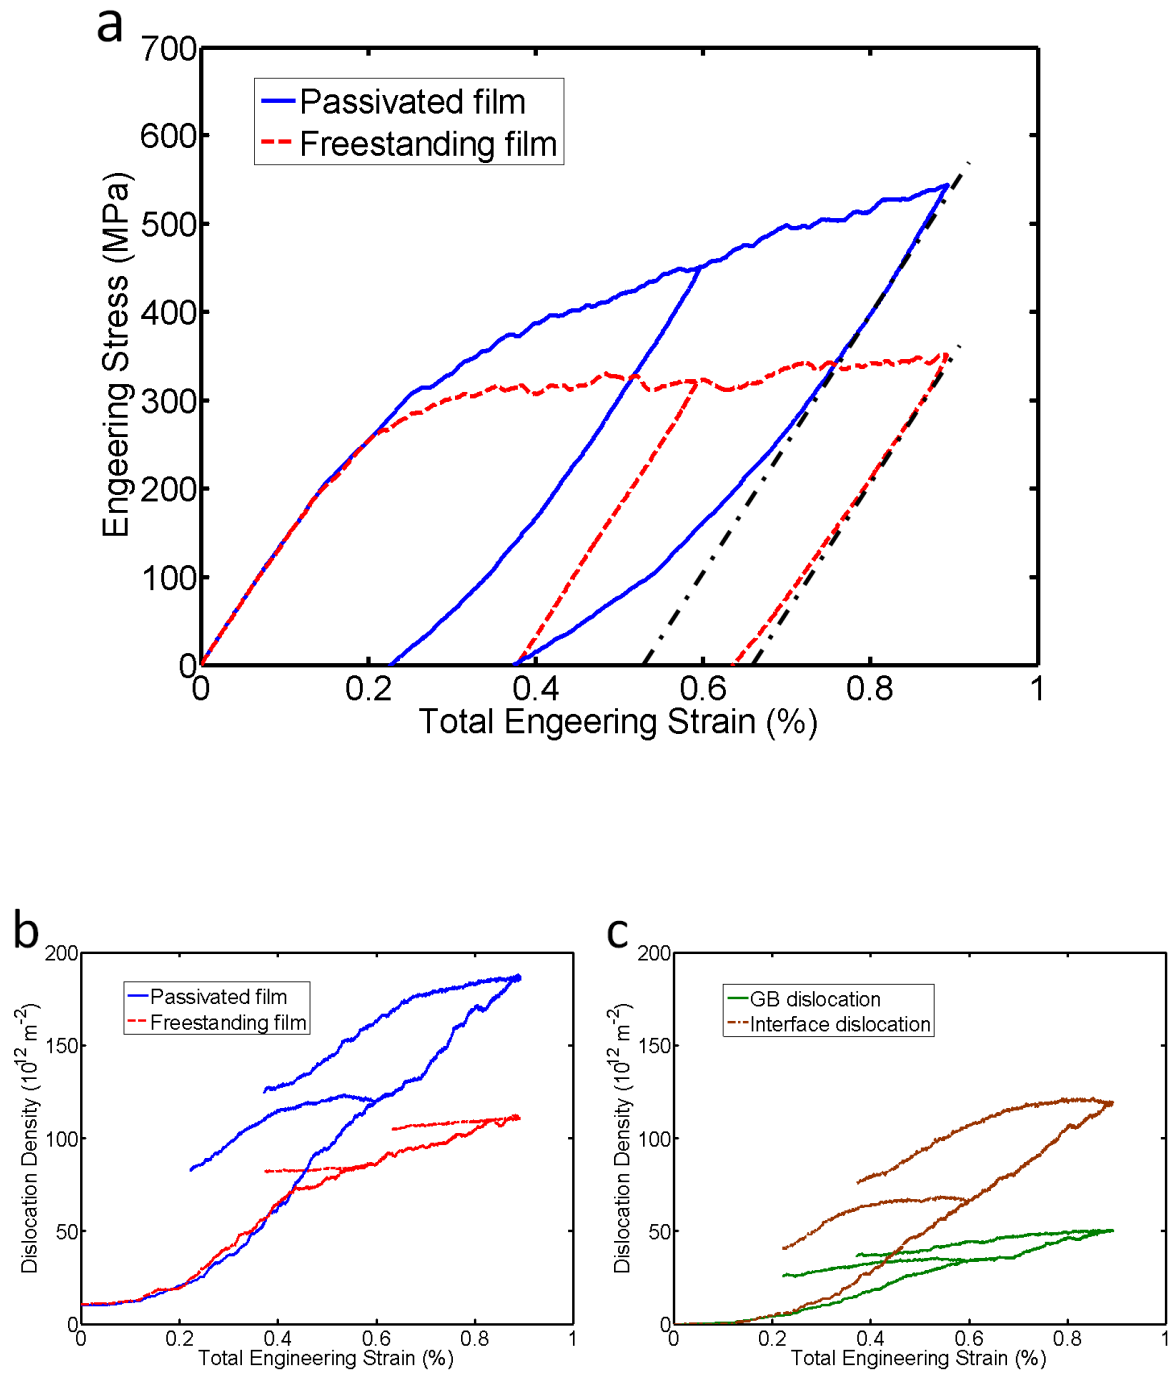 a
700
600
500
400
300
200
100
0
Engeering Stress (MPa)
Passivated film
Freestanding film
0 0.2 0.4 0.6 0.8 1
Total Engeering Strain (%)
b
200
150
100
50
0
Dislocation Density (10^12 m^-2)
Passivated film
Freestanding film
0 0.2 0.4 0.6 0.8 1
Total Engineering Strain (%)
c
200
150
100
50
0
Dislocation Density (10^12 m^-2)
GB dislocation
Interface dislocation
0 0.2 0.4 0.6 0.8 1
Total Engineering Strain (%)